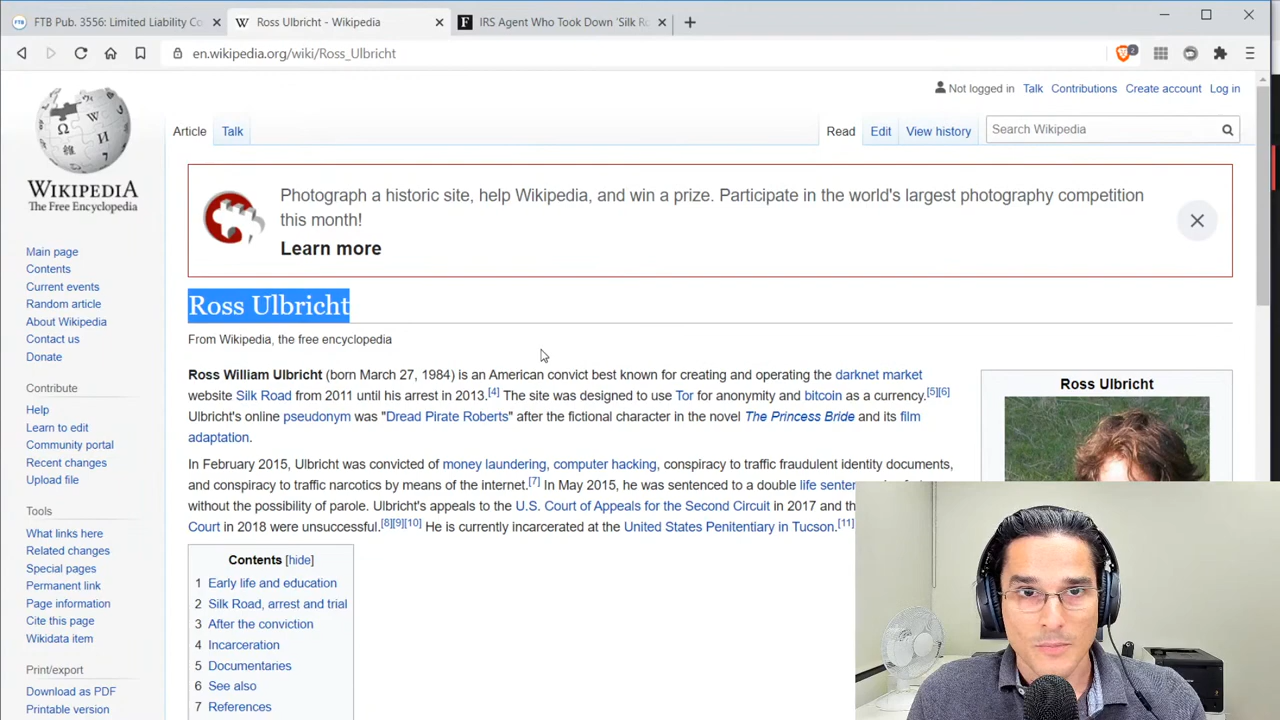 FTB Pub. 3556: Limited Liability Co
Ross Ulbricht - Wikipedia
IRS Agent Who Took Down 'Silk Ro
en.wikipedia.org/wiki/Ross_Ulbricht
2
Not logged in Talk Contributions Create account Log in
Article Talk
Read Edit View history
Search Wikipedia
WIKIPEDIA
The Free Encyclopedia
Photograph a historic site, help Wikipedia, and win a prize. Participate in the world's largest photography competition
this month!
Learn more
Main page
Contents
Current events
Random article
About Wikipedia
Contact us
Donate
Contribute
Help
Learn to edit
Community portal
Recent changes
Upload file
Tools
What links here
Related changes
Special pages
Permanent link
Page information
Cite this page
Wikidata item
Print/export
Download as PDF
Printable version
Ross Ulbricht
From Wikipedia, the free encyclopedia
Ross William Ulbricht (born March 27, 1984) is an American convict best known for creating and operating the darknet market
website Silk Road from 2011 until his arrest in 2013.[4] The site was designed to use Tor for anonymity and bitcoin as a currency.[5][6]
Ulbricht's online pseudonym was "Dread Pirate Roberts" after the fictional character in the novel The Princess Bride and its film
adaptation.
In February 2015, Ulbricht was convicted of money laundering, computer hacking, conspiracy to traffic fraudulent identity documents,
and conspiracy to traffic narcotics by means of the internet.[7] In May 2015, he was sentenced to a double life senten
without the possibility of parole. Ulbricht's appeals to the U.S. Court of Appeals for the Second Circuit in 2017 and th
Court in 2018 were unsuccessful.[8][9][10] He is currently incarcerated at the United States Penitentiary in Tucson.[11]
Contents [hide]
1 Early life and education
2 Silk Road, arrest and trial
3 After the conviction
4 Incarceration
5 Documentaries
6 See also
7 References
Ross Ulbricht